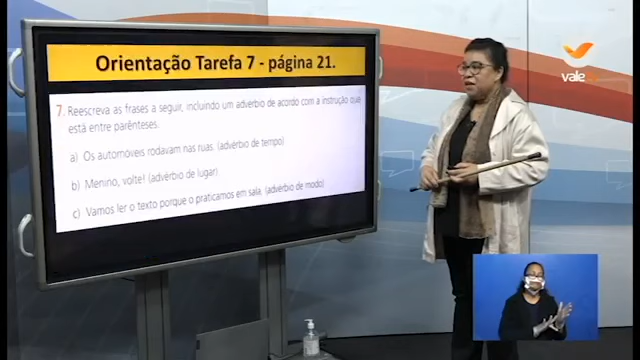 Orientação Tarefa 7 - página 21.
7. Reescreva as frases a seguir, incluindo um advérbio de acordo com a instrução que
está entre parênteses.
a) Os automóveis rodavam nas ruas. (advérbio de tempo)
b) Menino, volte! (advérbio de lugar)
c) Vamos ler o texto porque o praticamos em sala. (advérbio de modo)
vale